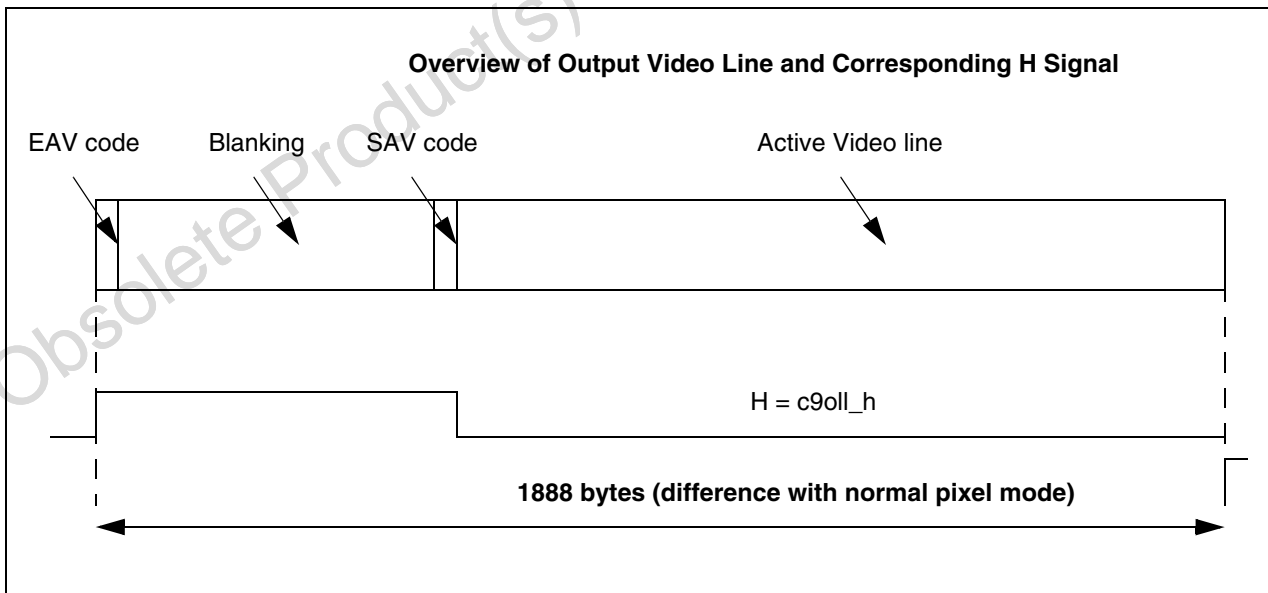 Obsolete Product(s)
Overview of Output Video Line and Corresponding H Signal
EAV code Blanking SAV code Active Video line
H = c9oll_h
1888 bytes (difference with normal pixel mode)